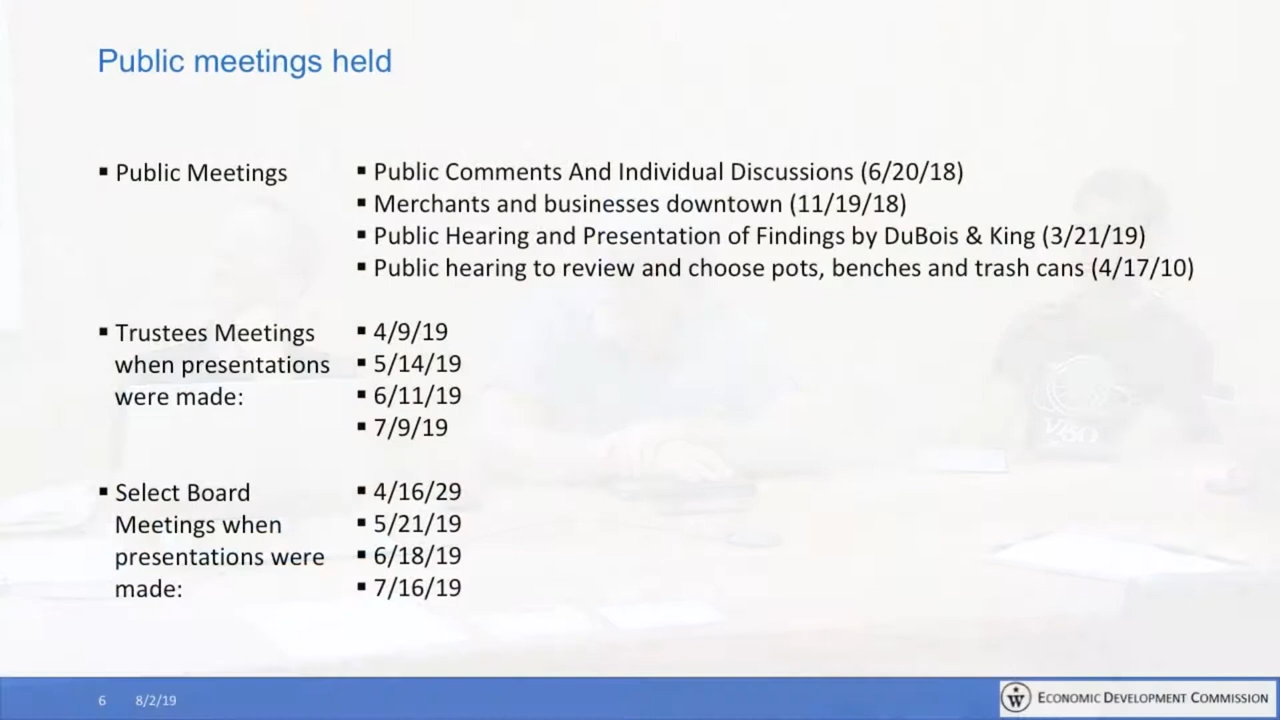 Public meetings held
▪ Public Meetings
▪ Public Comments And Individual Discussions (6/20/18)
▪ Merchants and businesses downtown (11/19/18)
▪ Public Hearing and Presentation of Findings by DuBois & King (3/21/19)
▪ Public hearing to review and choose pots, benches and trash cans (4/17/10)
▪ Trustees Meetings
when presentations
were made:
▪ 4/9/19
▪ 5/14/19
▪ 6/11/19
▪ 7/9/19
▪ Select Board
Meetings when
presentations were
made:
▪ 4/16/29
▪ 5/21/19
▪ 6/18/19
▪ 7/16/19
6 8/2/19
W ECONOMIC DEVELOPMENT COMMISSION